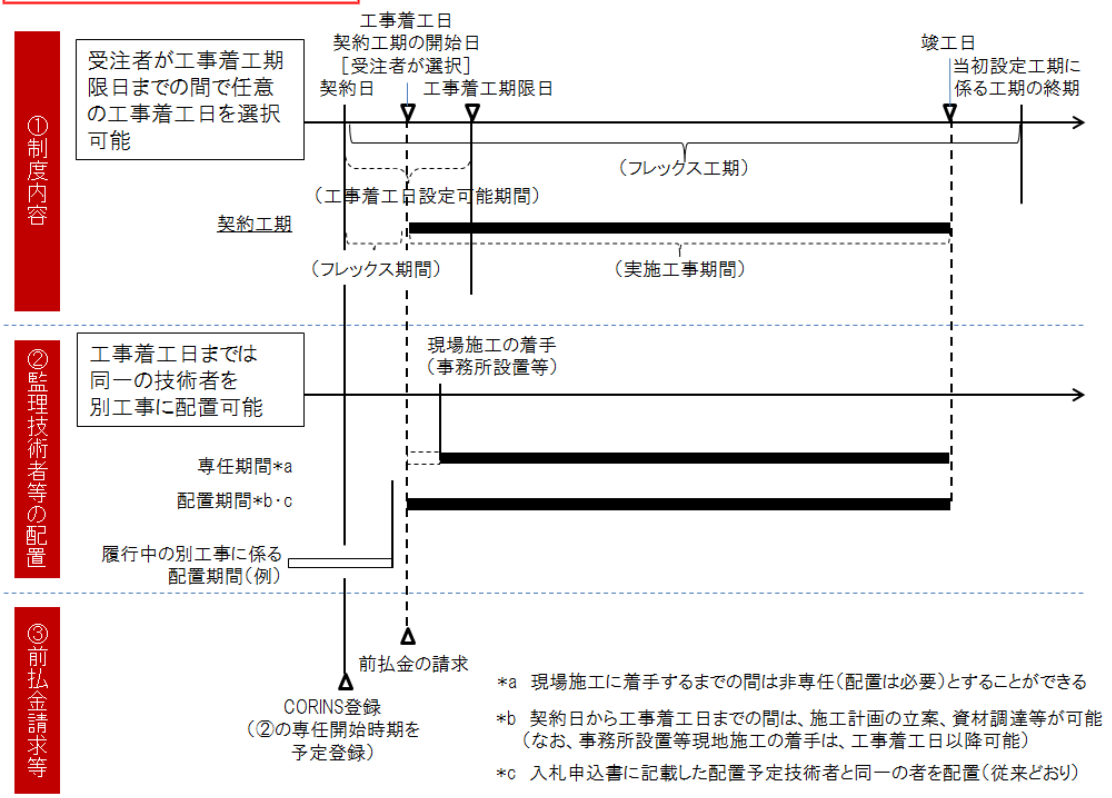 工事着工日
契約工期の開始日
［受注者が選択］
契約日
工事着工期限日
竣工日
当初設定工期に
係る工期の終期
①制度内容
受注者が工事着工期
限日までの間で任意
の工事着工日を選択
可能
（フレックス工期）
（工事着工日設定可能期間）
契約工期
（フレックス期間）
（実施工事期間）
②監理技術者等の配置
工事着工日までは
同一の技術者を
別工事に配置可能
現場施工の着手
（事務所設置等）
専任期間*a
配置期間*b･c
履行中の別工事に係る
配置期間（例）
③前払金請求等
前払金の請求
CORINS登録
（②の専任開始時期を
予定登録）
*a 現場施工に着手するまでの間は非専任（配置は必要）とすることができる
*b 契約日から工事着工日までの間は、施工計画の立案、資材調達等が可能
（なお、事務所設置等現地施工の着手は、工事着工日以降可能）
*c 入札申込書に記載した配置予定技術者と同一の者を配置（従来どおり）